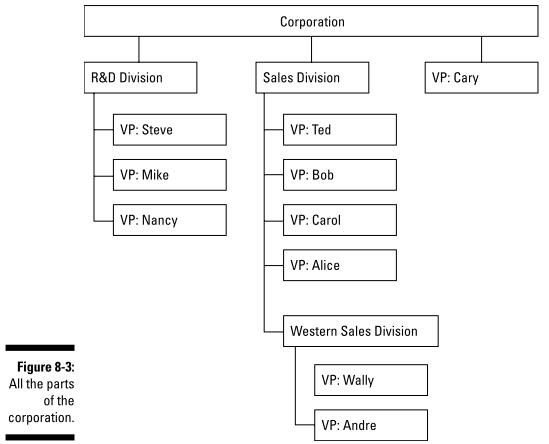 Corporation
R&D Division
Sales Division
VP: Cary
VP: Steve
VP: Ted
VP: Mike
VP: Bob
VP: Nancy
VP: Carol
VP: Alice
Western Sales Division
VP: Wally
VP: Andre
Figure 8-3:
All the parts
of the
corporation.